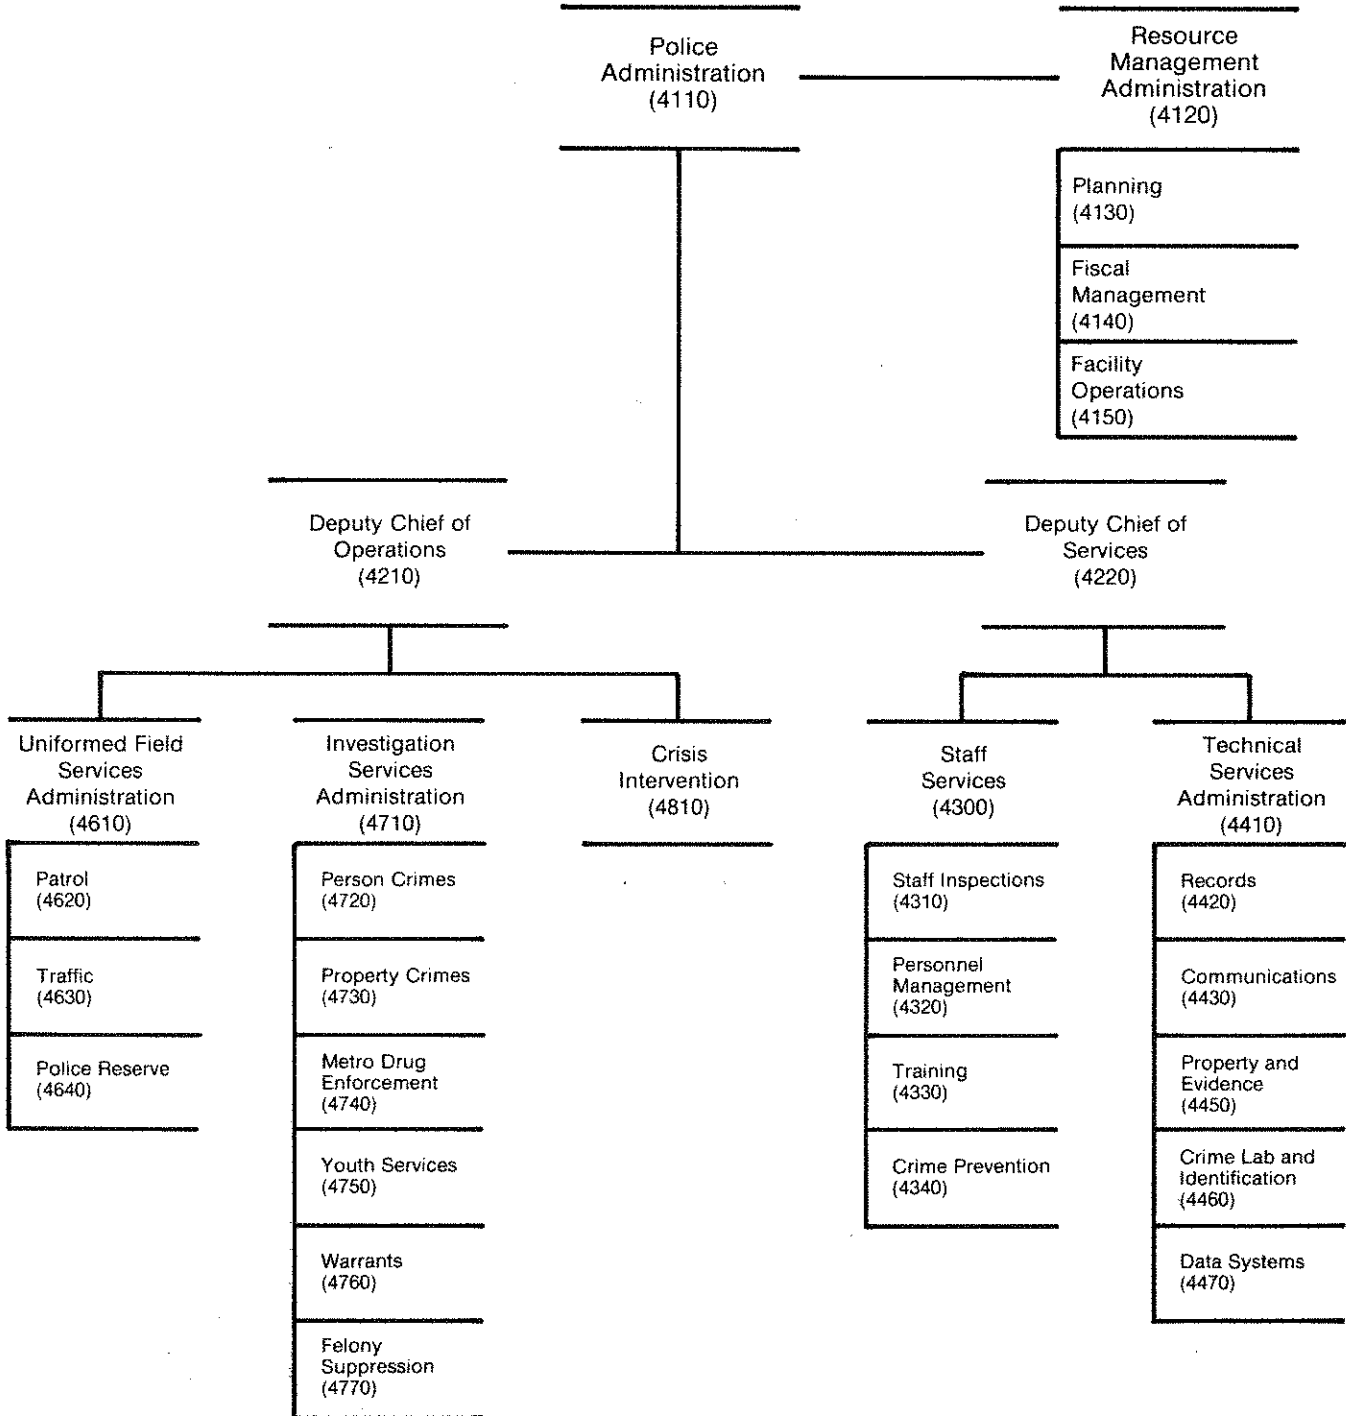 Police
Administration
(4110)
Resource
Management
Administration
(4120)
Planning
(4130)
Fiscal
Management
(4140)
Facility
Operations
(4150)
Deputy Chief of
Operations
(4210)
Deputy Chief of
Services
(4220)
Uniformed Field
Services
Administration
(4610)
Patrol
(4620)
Traffic
(4630)
Police Reserve
(4640)
Investigation
Services
Administration
(4710)
Person Crimes
(4720)
Property Crimes
(4730)
Metro Drug
Enforcement
(4740)
Youth Services
(4750)
Warrants
(4760)
Felony
Suppression
(4770)
Crisis
Intervention
(4810)
Staff
Services
(4300)
Staff Inspections
(4310)
Personnel
Management
(4320)
Training
(4330)
Crime Prevention
(4340)
Technical
Services
Administration
(4410)
Records
(4420)
Communications
(4430)
Property and
Evidence
(4450)
Crime Lab and
Identification
(4460)
Data Systems
(4470)